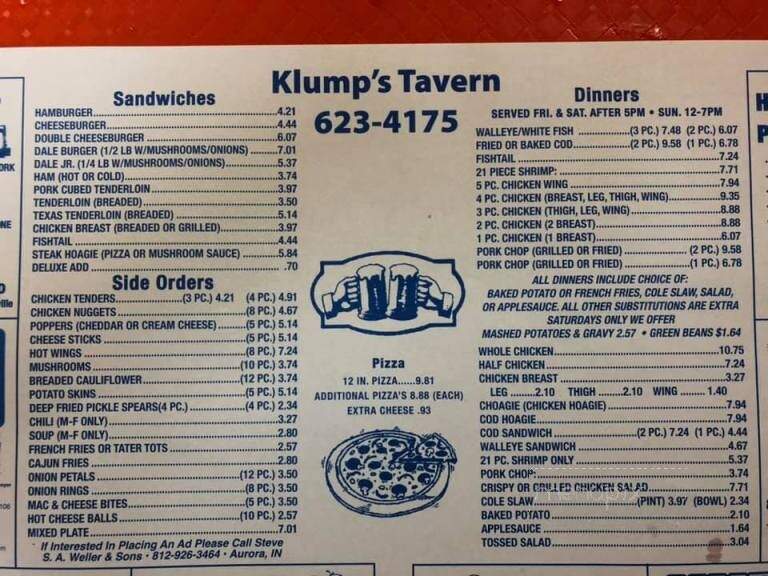 Klump's Tavern
623-4175
Sandwiches
HAMBURGER 4.21
CHEESEBURGER 4.44
DOUBLE CHEESEBURGER 6.07
DALE BURGER (1/2 LB W/MUSHROOMS/ONIONS) 7.01
DALE JR. (1/4 LB W/MUSHROOMS/ONIONS) 5.37
HAM (HOT OR COLD) 3.74
PORK CUBED TENDERLOIN 3.97
TENDERLOIN (BREADED) 3.50
TEXAS TENDERLOIN (BREADED) 5.14
CHICKEN BREAST (BREADED OR GRILLED) 3.97
FISHTAIL 4.44
STEAK HOAGIE (PIZZA OR MUSHROOM SAUCE) 5.84
DELUXE ADD .70
Side Orders
CHICKEN TENDERS (3 PC.) 4.21 (4 PC.) 4.91
CHICKEN NUGGETS (8 PC.) 4.67
POPPERS (CHEDDAR OR CREAM CHEESE) (5 PC.) 5.14
CHEESE STICKS (5 PC.) 5.14
HOT WINGS (8 PC.) 7.24
MUSHROOMS (10 PC.) 3.74
BREADED CAULIFLOWER (12 PC.) 3.74
POTATO SKINS (5 PC.) 5.14
DEEP FRIED PICKLE SPEARS(4 PC.) (4 PC.) 2.34
CHILI (M-F ONLY) 3.27
SOUP (M-F ONLY) 2.80
FRENCH FRIES OR TATER TOTS 2.57
CAJUN FRIES 2.80
ONION PETALS (12 PC.) 3.50
ONION RINGS (8 PC.) 3.50
MAC & CHEESE BITES (5 PC.) 3.50
HOT CHEESE BALLS (10 PC.) 2.57
MIXED PLATE 7.01
If Interested In Placing An Ad Please Call Steve
S. A. Weller & Sons • 812-926-3464 • Aurora, IN
Pizza
12 IN. PIZZA......9.81
ADDITIONAL PIZZA'S 8.88 (EACH)
EXTRA CHEESE .93
Dinners
SERVED FRI. & SAT. AFTER 5PM • SUN. 12-7PM
WALLEYE/WHITE FISH (3 PC.) 7.48 (2 PC.) 6.07
FRIED OR BAKED COD (2 PC.) 9.58 (1 PC.) 6.78
FISHTAIL 7.24
21 PIECE SHRIMP: 7.71
5 PC. CHICKEN WING 7.94
4 PC. CHICKEN (BREAST, LEG, THIGH, WING) 9.35
3 PC. CHICKEN (THIGH, LEG, WING) 8.88
2 PC. CHICKEN (2 BREAST) 8.88
1 PC. CHICKEN (1 BREAST) 6.07
PORK CHOP (GRILLED OR FRIED) (2 PC.) 9.58
PORK CHOP (GRILLED OR FRIED) (1 PC.) 6.78
ALL DINNERS INCLUDE CHOICE OF:
BAKED POTATO OR FRENCH FRIES, COLE SLAW, SALAD,
OR APPLESAUCE. ALL OTHER SUBSTITUTIONS ARE EXTRA
SATURDAYS ONLY WE OFFER
MASHED POTATOES & GRAVY 2.57 • GREEN BEANS $1.64
WHOLE CHICKEN 10.75
HALF CHICKEN 7.24
CHICKEN BREAST 3.27
LEG 2.10 THIGH 2.10 WING 1.40
CHOAGIE (CHICKEN HOAGIE) 7.94
COD HOAGIE 7.94
COD SANDWICH (2 PC.) 7.24 (1 PC.) 4.44
WALLEYE SANDWICH 4.67
21 PC. SHRIMP ONLY 5.37
PORK CHOP 3.74
CRISPY OR GRILLED CHICKEN SALAD 7.71
COLE SLAW (PINT) 3.97 (BOWL) 2.34
BAKED POTATO 2.10
APPLESAUCE 1.64
TOSSED SALAD 3.04